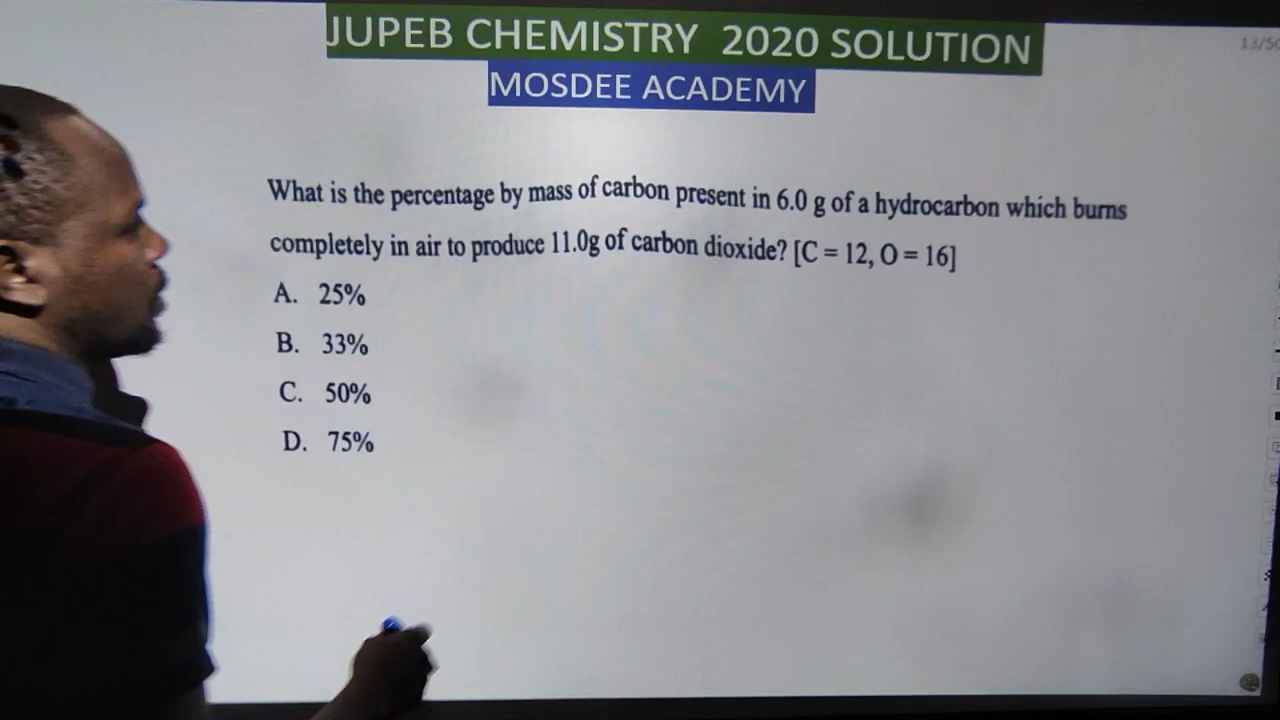 JUPEB CHEMISTRY 2020 SOLUTION
13/50
MOSDEE ACADEMY
What is the percentage by mass of carbon present in 6.0 g of a hydrocarbon which burns
completely in air to produce 11.0g of carbon dioxide? [C = 12, O = 16]
A. 25%
B. 33%
C. 50%
D. 75%